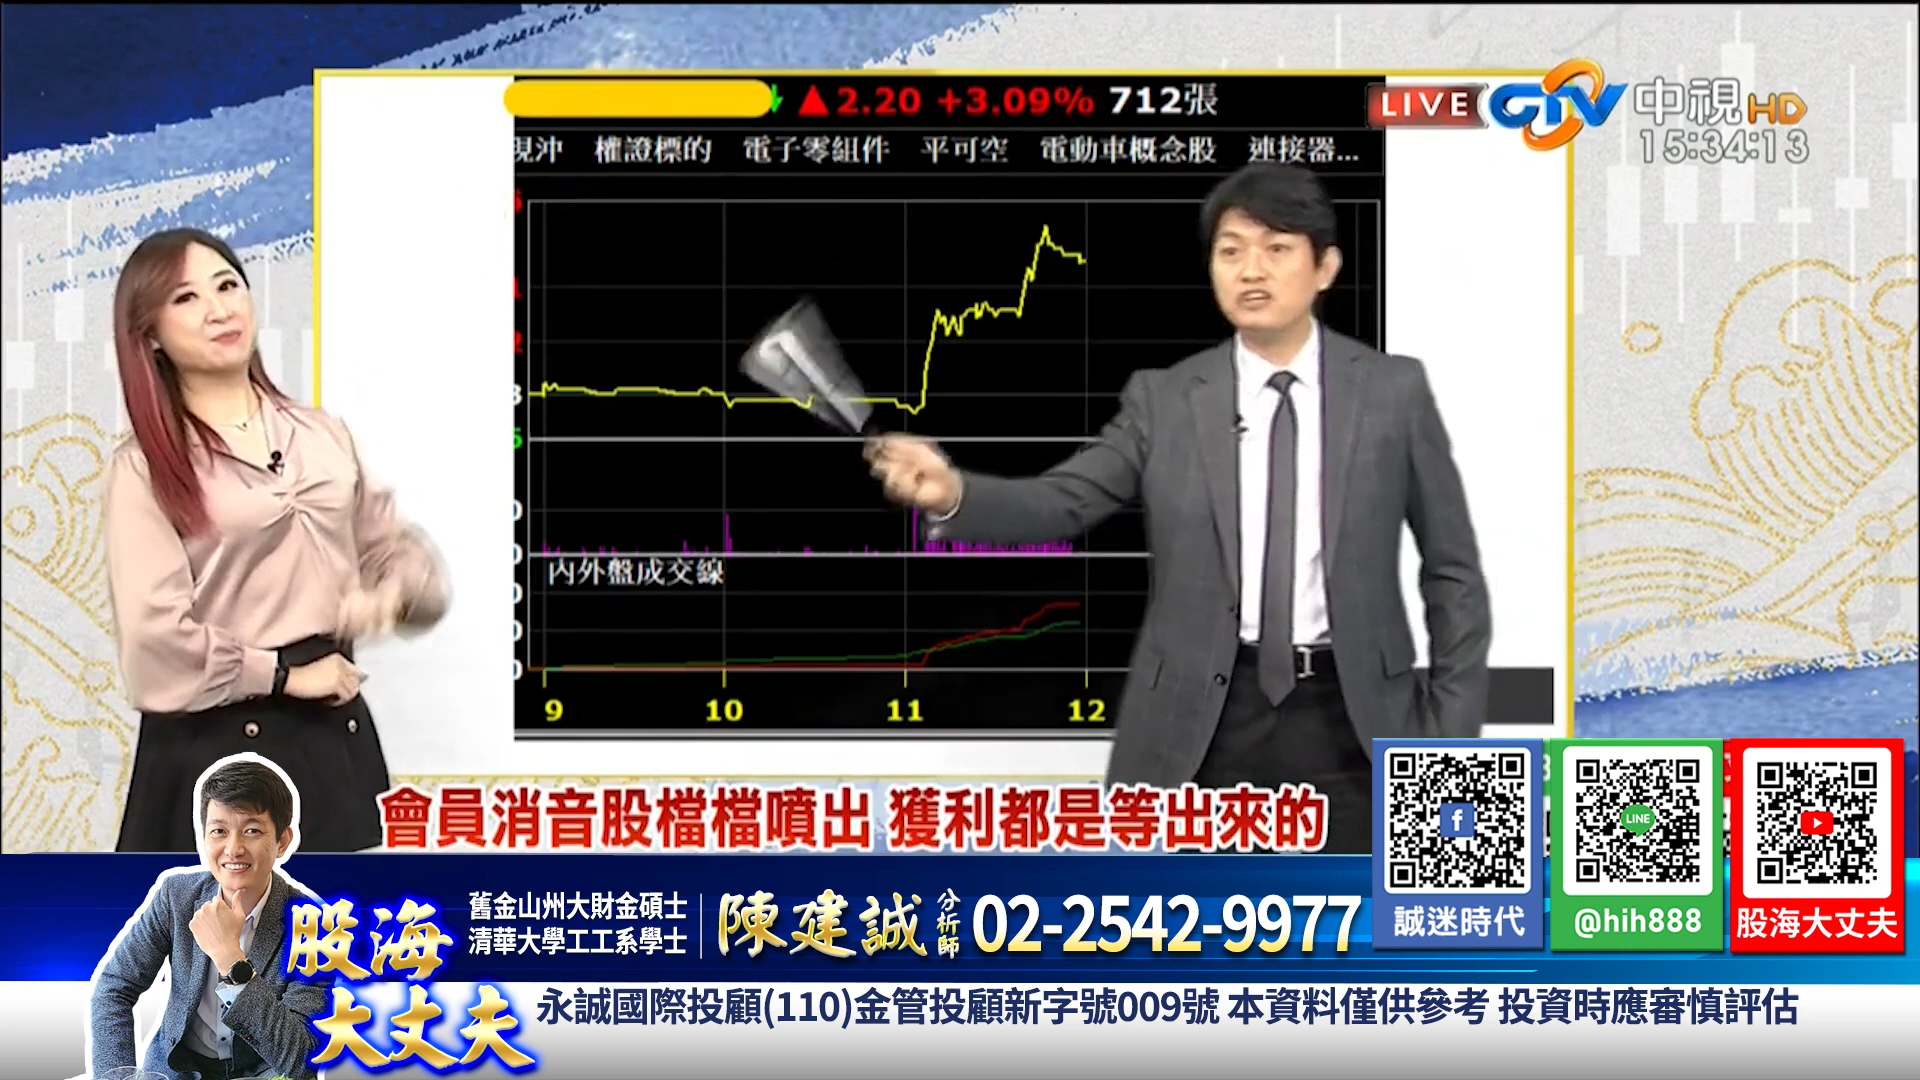 ▲2.20 +3.09% 712張
現沖 權證標的 電子零組件 平可空 電動車概念股 連接器...
LIVE CTV 中視HD
15:34:13
內外盤成交線
9 10 11 12
會員消音股檔檔噴出 獲利都是等出來的
股海大丈夫
舊金山州大財金碩士
清華大學工工系學士
陳建誠 分析師 02-2542-9977
誠迷時代
LINE
@hih888
股海大丈夫
永誠國際投顧(110)金管投顧新字號009號 本資料僅供參考 投資時應審慎評估